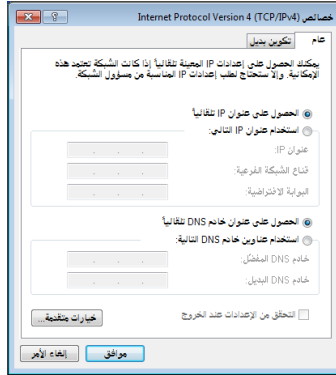 خصائص Internet Protocol Version 4 (TCP/IPv4)
عام
تكوين بديل
يمكنك الحصول على إعدادات IP المعينة تلقائياً إذا كانت الشبكة تعتمد هذه
الإمكانية. وإلا ستحتاج لطلب إعدادات IP المناسبة من مسؤول الشبكة.
الحصول على عنوان IP تلقائياً
استخدام عنوان IP التالي:
عنوان IP:
قناع الشبكة الفرعية:
البوابة الافتراضية:
الحصول على عنوان خادم DNS تلقائياً
استخدام عناوين خادم DNS التالية:
خادم DNS المفضّل:
خادم DNS البديل:
التحقق من الإعدادات عند الخروج
خيارات متقدمة...
موافق
إلغاء الأمر